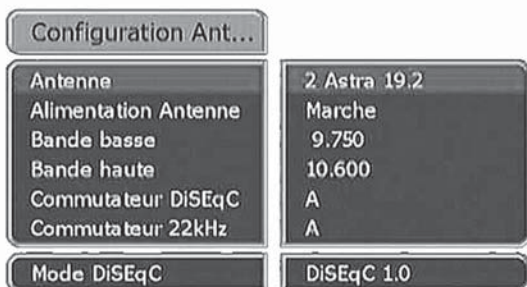 Configuration Ant...
Antenne 2 Astra 19.2
Alimentation Antenne Marche
Bande basse 9.750
Bande haute 10.600
Commutateur DiSEqC A
Commutateur 22kHz A
Mode DiSEqC DiSEqC 1.0